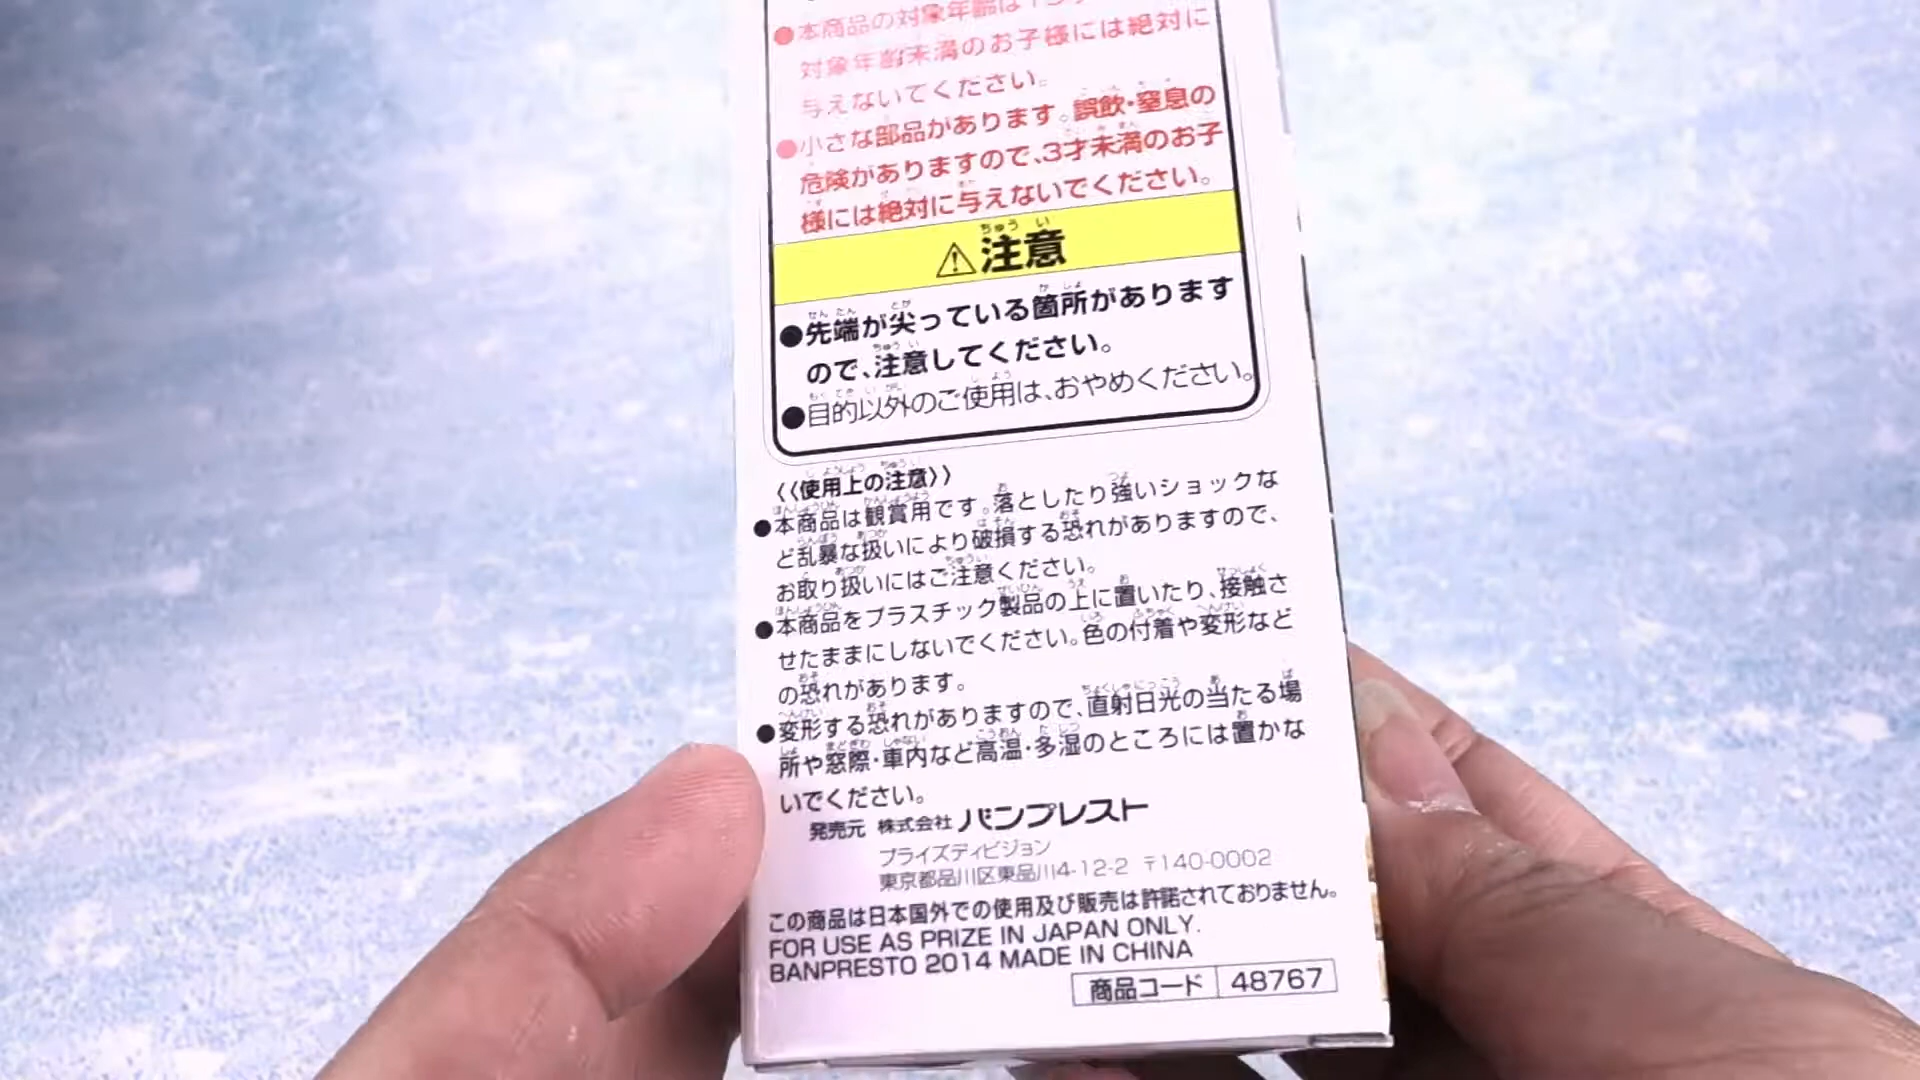 ●本商品の対象年齢は15才
対象年齢未満のお子様には絶対に
与えないでください。
●小さな部品があります。誤飲・窒息の
危険がありますので、3才未満のお子
様には絶対に与えないでください。
⚠注意
●先端が尖っている箇所があります
ので、注意してください。
●目的以外のご使用は、おやめください。
《使用上の注意》
●本商品は観賞用です。落としたり強いショックな
ど乱暴な扱いにより破損する恐れがありますので、
お取り扱いにはご注意ください。
●本商品をプラスチック製品の上に置いたり、接触さ
せたままにしないでください。色の付着や変形など
の恐れがあります。
●変形する恐れがありますので、直射日光の当たる場
所や窓際・車内など高温・多湿のところには置かな
いでください。
発売元 株式会社 バンプレスト
プライズディビジョン
東京都品川区東品川4-12-2 〒140-0002
この商品は日本国外での使用及び販売は許諾されておりません。
FOR USE AS PRIZE IN JAPAN ONLY.
BANPRESTO 2014 MADE IN CHINA
商品コード 48767